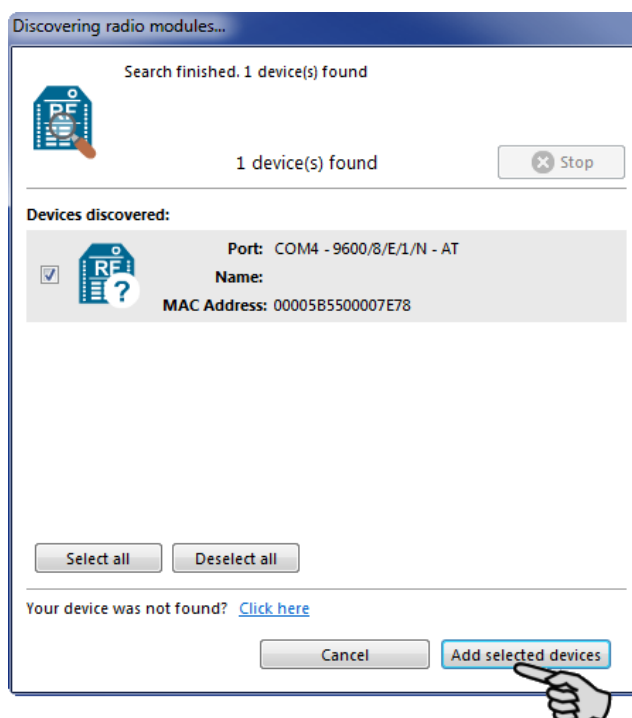 Discovering radio modules...
Search finished. 1 device(s) found
RF
1 device(s) found
Stop
Devices discovered:
RF
?
Port: COM4 - 9600/8/E/1/N - AT
Name:
MAC Address: 00005B5500007E78
Select all
Deselect all
Your device was not found? Click here
Cancel
Add selected devices